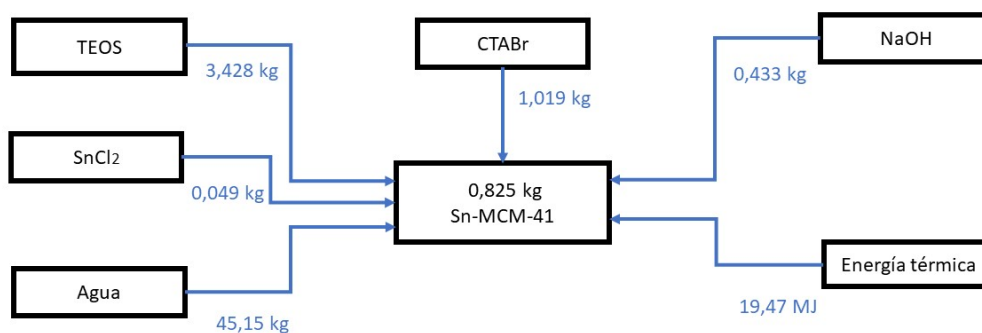 TEOS
3,428 kg
CTABr
1,019 kg
NaOH
0,433 kg
SnCl2
0,049 kg
0,825 kg
Sn-MCM-41
Agua
45,15 kg
Energía térmica
19,47 MJ